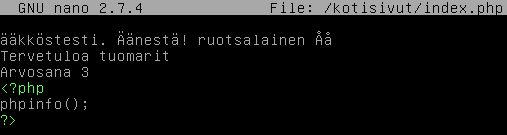 GNU nano 2.7.4 File: /kotisivut/index.php
ääkköstesti. Äänestä! ruotsalainen Åå
Tervetuloa tuomarit
Arvosana 3
<?php
phpinfo();
?>